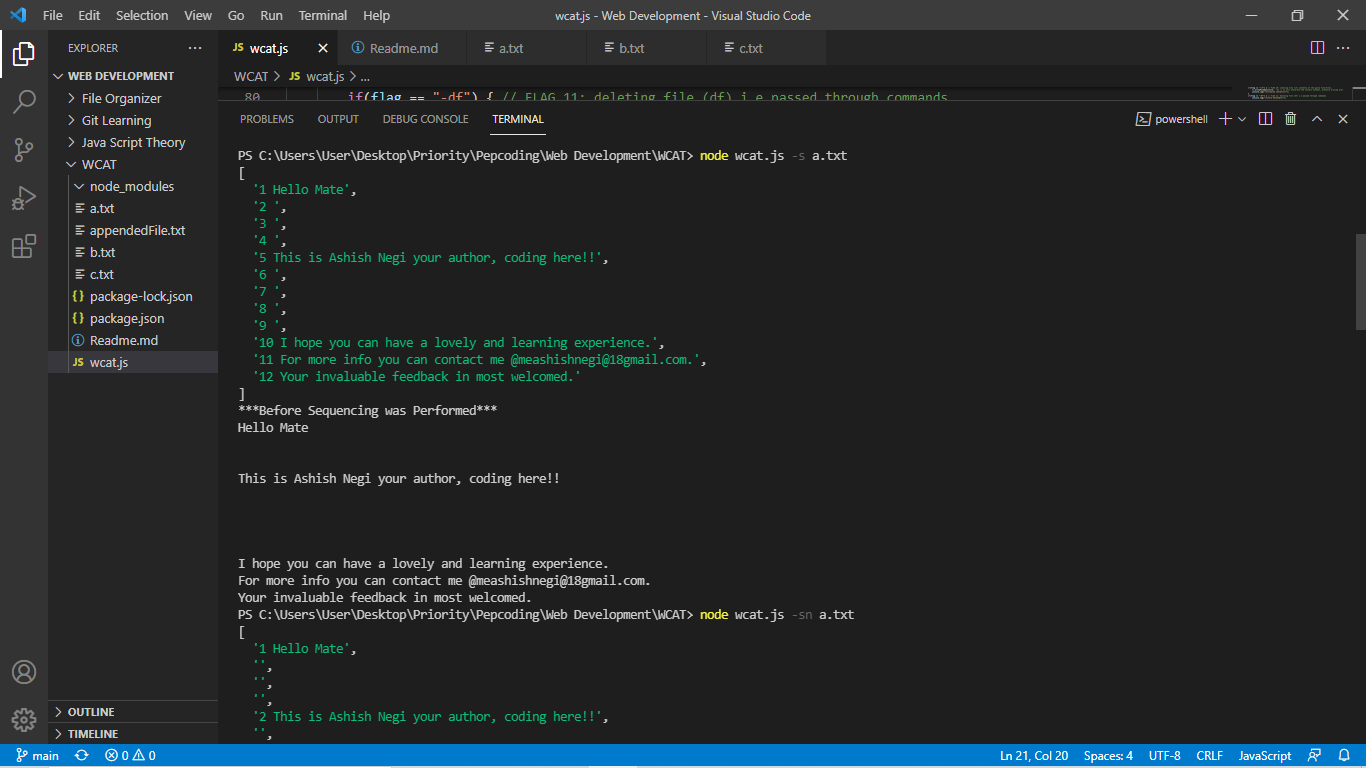 File Edit Selection View Go Run Terminal Help wcat.js - Web Development - Visual Studio Code
EXPLORER
WEB DEVELOPMENT
File Organizer
Git Learning
Java Script Theory
WCAT
node_modules
a.txt
appendedFile.txt
b.txt
c.txt
package-lock.json
package.json
Readme.md
JS wcat.js
OUTLINE
TIMELINE
JS wcat.js Readme.md a.txt b.txt c.txt
WCAT > JS wcat.js > ...
80 if(flag == "-df") { // FLAG 11: deleting file (df) i.e passed through commands
PROBLEMS OUTPUT DEBUG CONSOLE TERMINAL powershell
PS C:\Users\User\Desktop\Priority\Pepcoding\Web Development\WCAT> node wcat.js -s a.txt
[
'1 Hello Mate',
'2 ',
'3 ',
'4 ',
'5 This is Ashish Negi your author, coding here!!',
'6 ',
'7 ',
'8 ',
'9 ',
'10 I hope you can have a lovely and learning experience.',
'11 For more info you can contact me @meashishnegi@18gmail.com.',
'12 Your invaluable feedback in most welcomed.'
]
***Before Sequencing was Performed***
Hello Mate
This is Ashish Negi your author, coding here!!
I hope you can have a lovely and learning experience.
For more info you can contact me @meashishnegi@18gmail.com.
Your invaluable feedback in most welcomed.
PS C:\Users\User\Desktop\Priority\Pepcoding\Web Development\WCAT> node wcat.js -sn a.txt
[
'1 Hello Mate',
'',
'',
'',
'2 This is Ashish Negi your author, coding here!!',
'',
main 0 0 Ln 21, Col 20 Spaces: 4 UTF-8 CRLF JavaScript